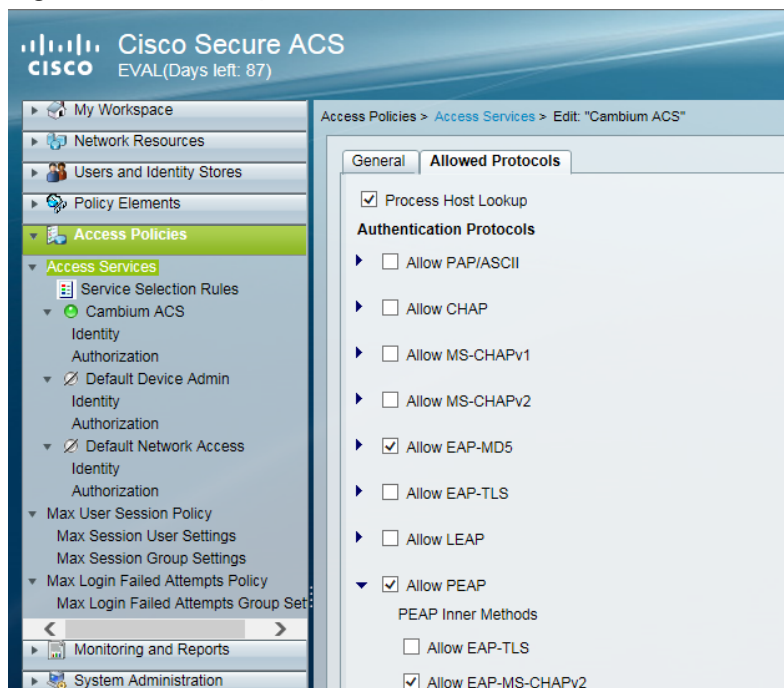 Cisco Secure ACS
CISCO
EVAL(Days left: 87)
My Workspace
Network Resources
Users and Identity Stores
Policy Elements
Access Policies
Access Services
Service Selection Rules
Cambium ACS
Identity
Authorization
Default Device Admin
Identity
Authorization
Default Network Access
Identity
Authorization
Max User Session Policy
Max Session User Settings
Max Session Group Settings
Max Login Failed Attempts Policy
Max Login Failed Attempts Group Set
Monitoring and Reports
System Administration
Access Policies > Access Services > Edit: "Cambium ACS"
General Allowed Protocols
Process Host Lookup
Authentication Protocols
Allow PAP/ASCII
Allow CHAP
Allow MS-CHAPv1
Allow MS-CHAPv2
Allow EAP-MD5
Allow EAP-TLS
Allow LEAP
Allow PEAP
PEAP Inner Methods
Allow EAP-TLS
Allow EAP-MS-CHAPv2